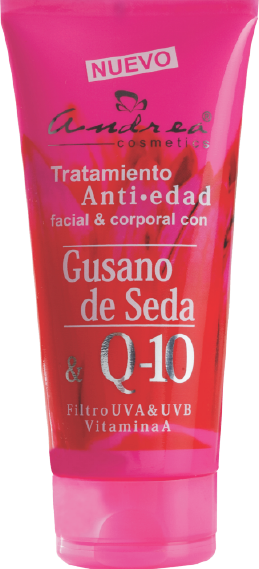 NUEVO
andrea
cosmetics
Tratamiento
Anti•edad
facial & corporal con
Gusano
de Seda
& Q-10
Filtro UVA & UVB
Vitamina A